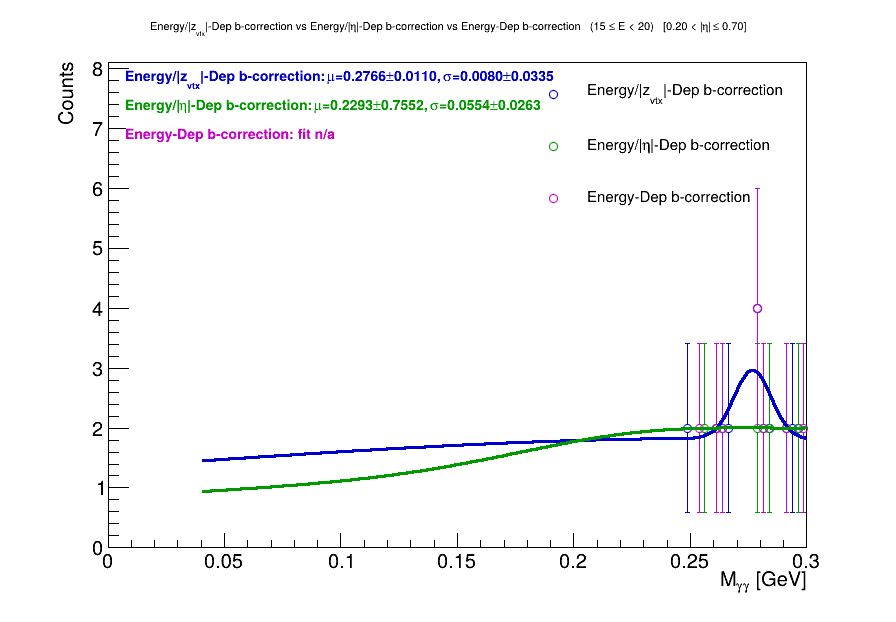 Energy/|z_vtx|-Dep b-correction vs Energy/|η|-Dep b-correction vs Energy-Dep b-correction (15 ≤ E < 20) [0.20 < |η| ≤ 0.70]
Counts
Energy/|z_vtx|-Dep b-correction: μ=0.2766±0.0110, σ=0.0080±0.0335
Energy/|η|-Dep b-correction: μ=0.2293±0.7552, σ=0.0554±0.0263
Energy-Dep b-correction: fit n/a
Energy/|z_vtx|-Dep b-correction
Energy/|η|-Dep b-correction
Energy-Dep b-correction
8
7
6
5
4
3
2
1
0
0 0.05 0.1 0.15 0.2 0.25 0.3
M_γγ [GeV]